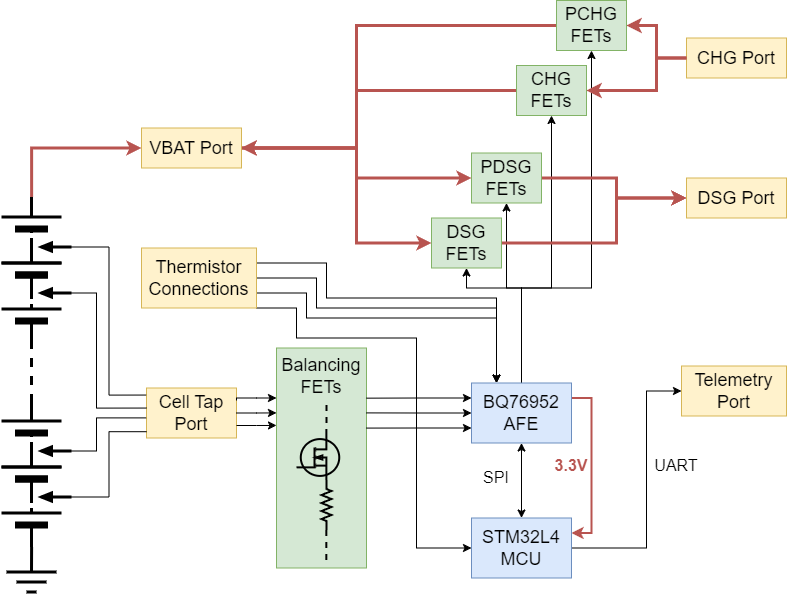 PCHG
FETs
CHG Port
CHG
FETs
VBAT Port
PDSG
FETs
DSG Port
DSG
FETs
Thermistor
Connections
Balancing
FETs
Cell Tap
Port
BQ76952
AFE
Telemetry
Port
SPI
3.3V
UART
STM32L4
MCU